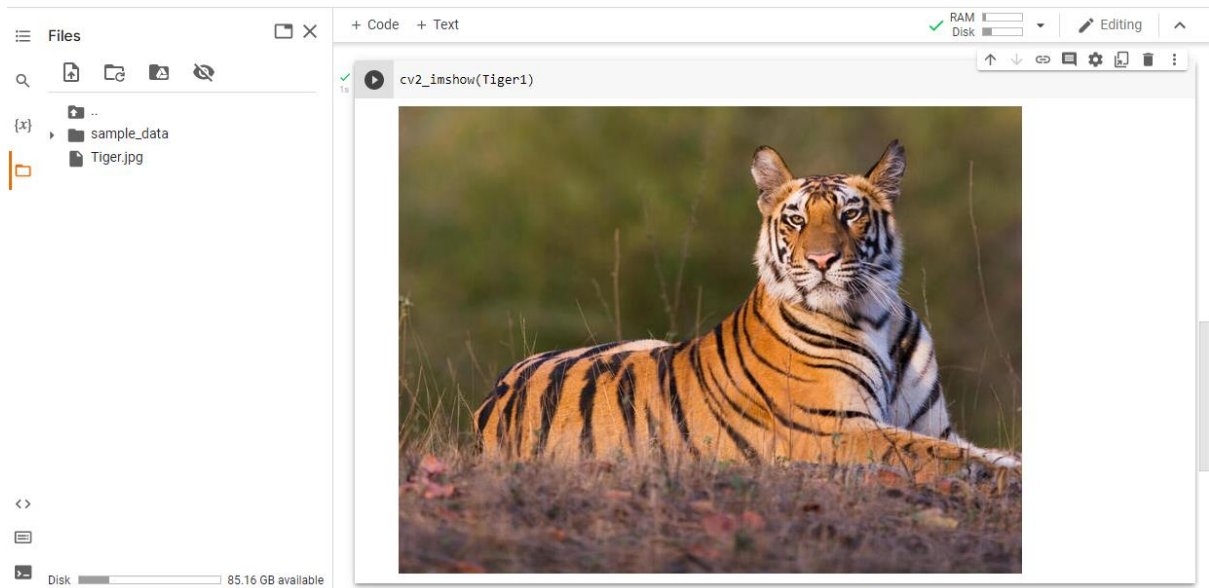 Files
..
sample_data
Tiger.jpg
{x}
<>
Disk 85.16 GB available
+ Code + Text
RAM
Disk
Editing
1s
cv2_imshow(Tiger1)